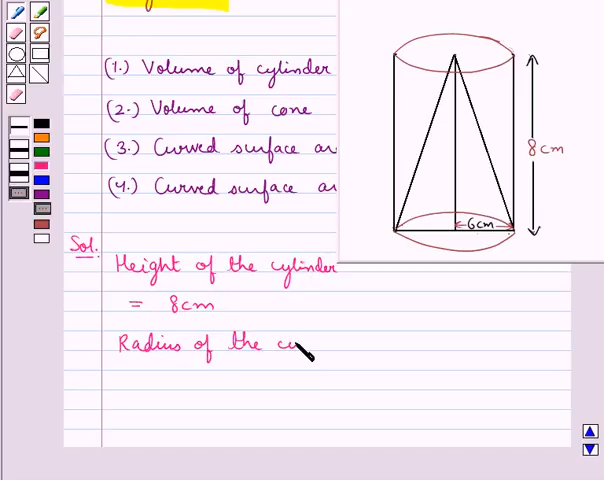 (1.) Volume of cylinder
(2.) Volume of cone
(3.) Curved surface
(4.) Curved surface
8cm
6cm
Sol.
Height of the cylinder
= 8cm
Radius of the